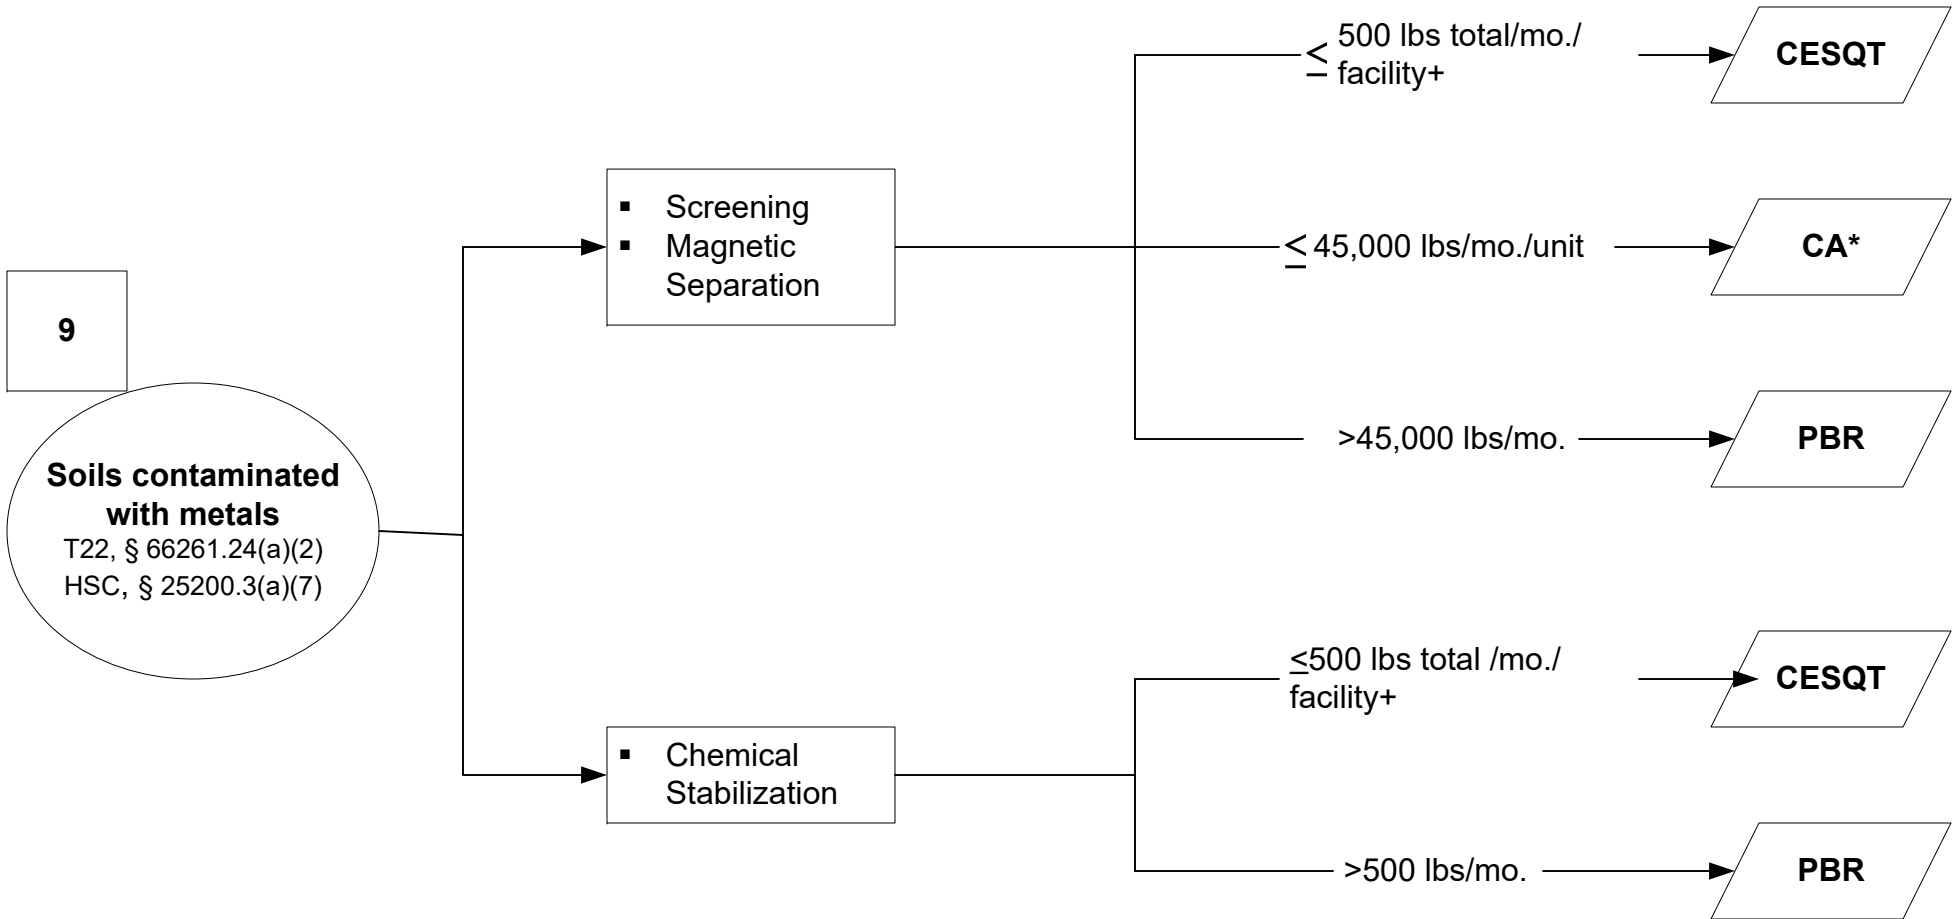 9
Soils contaminated
with metals
T22, § 66261.24(a)(2)
HSC, § 25200.3(a)(7)
▪ Screening
▪ Magnetic
Separation
≤ 500 lbs total/mo./
facility+
CESQT
≤ 45,000 lbs/mo./unit
CA*
>45,000 lbs/mo.
PBR
▪ Chemical
Stabilization
≤500 lbs total /mo./
facility+
CESQT
>500 lbs/mo.
PBR